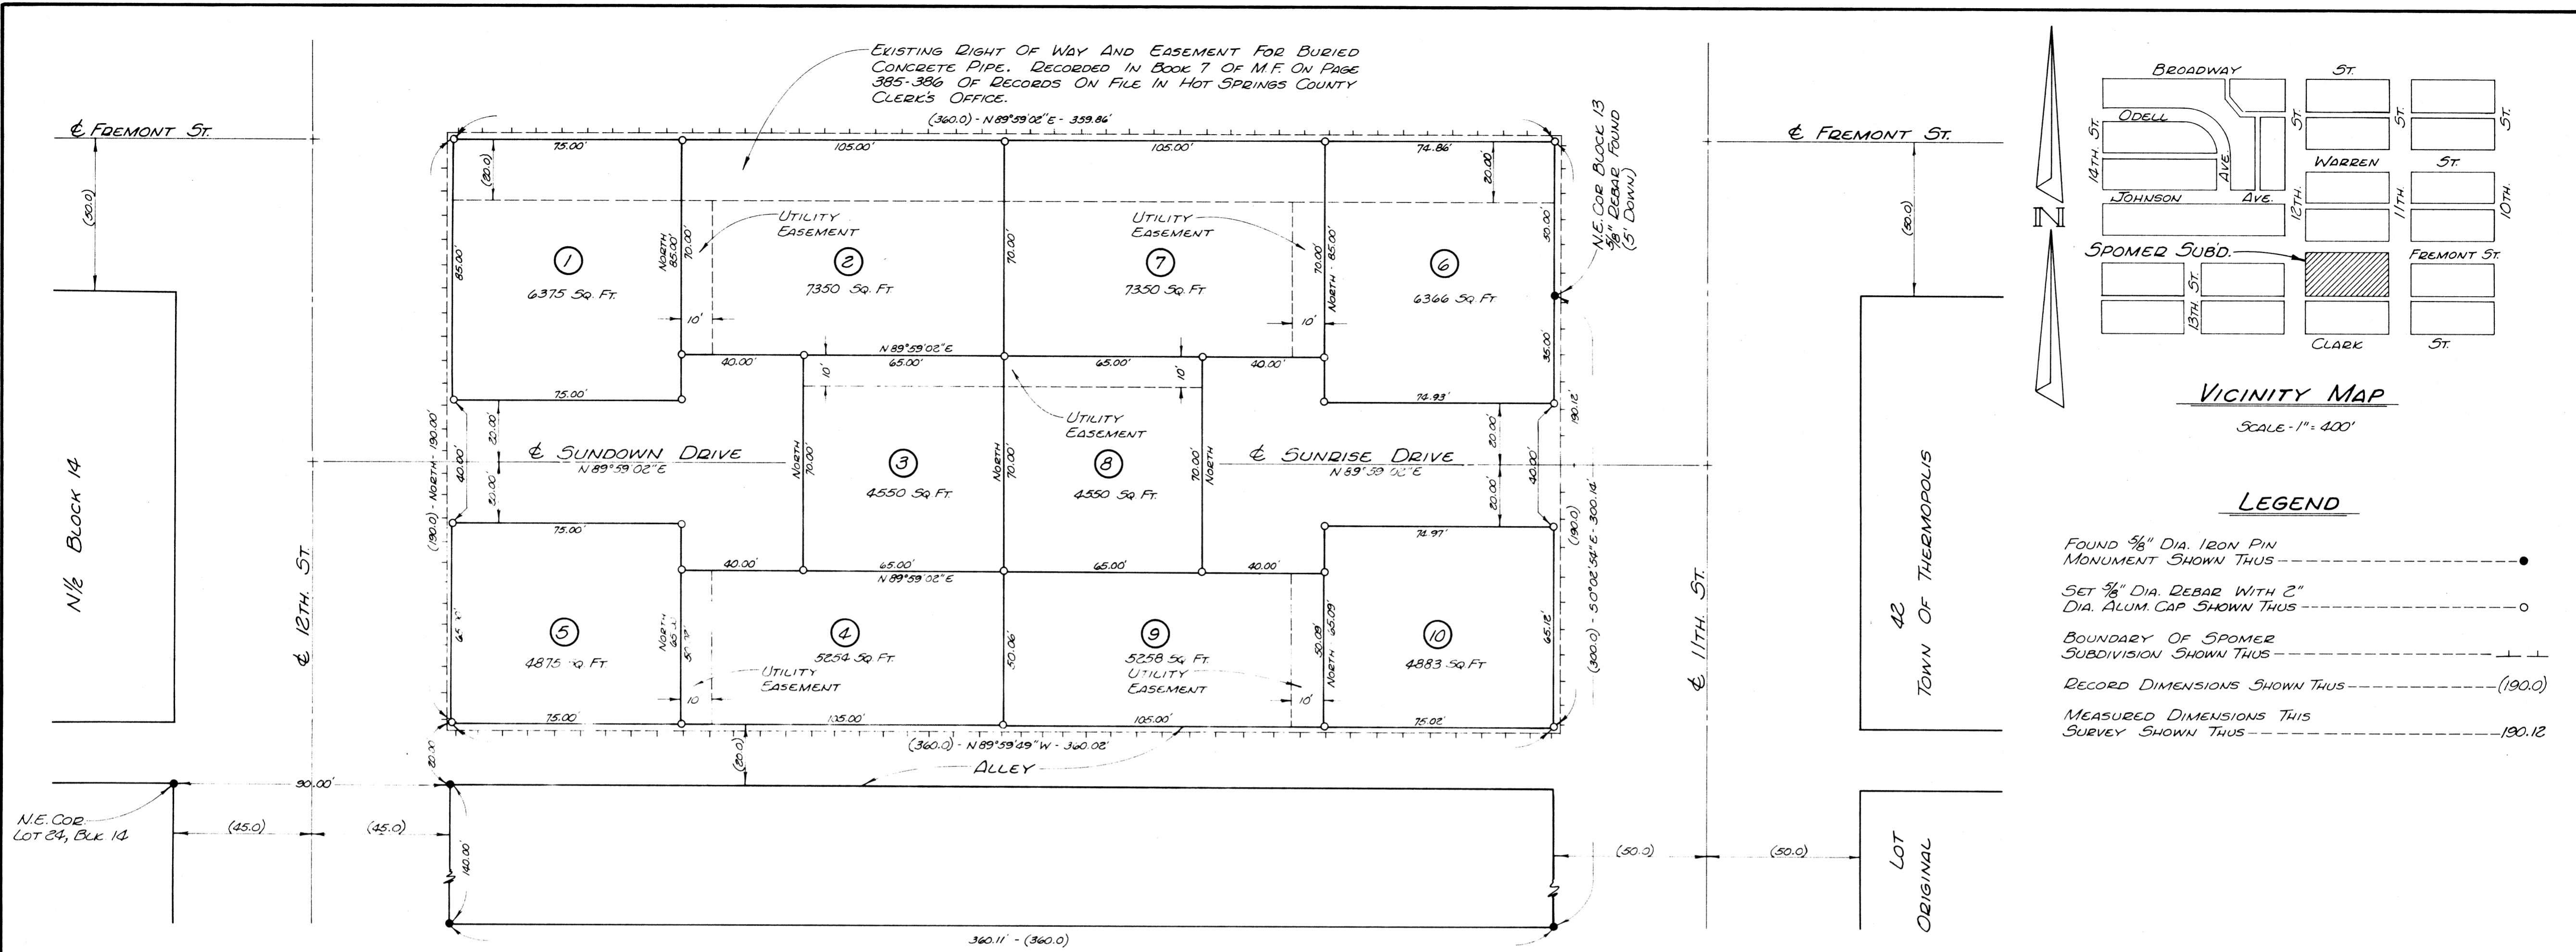 EXISTING RIGHT OF WAY AND EASEMENT FOR BURIED
CONCRETE PIPE. RECORDED IN BOOK 7 OF M.F. ON PAGE
385-386 OF RECORDS ON FILE IN HOT SPRINGS COUNTY
CLERK'S OFFICE.
(360.0) - N 89°59'02" E - 359.86'
℄ FREMONT ST.
℄ FREMONT ST.
N.E. COR BLOCK 13
5/8" REBAR FOUND
(5' DOWN)
75.00'
105.00'
105.00'
74.86'
(50.0)
(20.0)
20.00'
(50.0)
UTILITY
EASEMENT
UTILITY
EASEMENT
85.00'
NORTH
85.00'
70.00'
70.00'
70.00'
NORTH - 85.00'
50.00'
1
6375 SQ. FT.
2
7350 SQ. FT.
7
7350 SQ. FT.
6
6366 SQ. FT
10'
10'
35.00'
N 89°59'02" E
40.00'
65.00'
65.00'
40.00'
10'
10'
75.00'
74.93'
190.12'
UTILITY
EASEMENT
(190.0) - NORTH - 190.00'
40.00'
20.00'
20.00'
℄ SUNDOWN DRIVE
N 89°59'02" E
NORTH
70.00'
3
4550 SQ. FT.
NORTH
70.00'
8
4550 SQ. FT.
70.00'
NORTH
℄ SUNRISE DRIVE
N 89°59'02" E
20.00'
20.00'
40.00'
(190.0)
(300.0) - S0°02'54" E - 300.14'
75.00'
74.97'
40.00'
65.00'
65.00'
40.00'
N 89°59'02" E
N 1/2 BLOCK 14
℄ 12TH. ST.
NORTH
5
4875 SQ. FT
4
5254 SQ. FT.
50.06'
9
5258 SQ. FT.
50.09'
NORTH 65.09'
10
4883 SQ. FT
65.12'
℄ 11TH. ST.
UTILITY
EASEMENT
UTILITY
EASEMENT
10
10'
75.00'
105.00'
105.00'
75.02'
(360.0) - N 89°59'49" W - 360.02'
20.00
(20.0)
ALLEY
90.00'
N.E. COR.
LOT 24, BLK. 14
(45.0)
(45.0)
140.00'
(50.0)
(50.0)
360.11' - (360.0)
42
TOWN OF THERMOPOLIS
LOT
ORIGINAL
N
BROADWAY ST.
ODELL
AVE.
14TH. ST.
WARREN ST.
JOHNSON AVE.
12TH. ST.
11TH. ST.
10TH. ST.
SPOMER SUB'D.
FREMONT ST.
13TH. ST.
CLARK ST.
VICINITY MAP
SCALE - 1" = 400'
LEGEND
FOUND 5/8" DIA. IRON PIN
MONUMENT SHOWN THUS
SET 5/8" DIA. REBAR WITH 2"
DIA. ALUM. CAP SHOWN THUS
BOUNDARY OF SPOMER
SUBDIVISION SHOWN THUS
RECORD DIMENSIONS SHOWN THUS (190.0)
MEASURED DIMENSIONS THIS
SURVEY SHOWN THUS 190.12